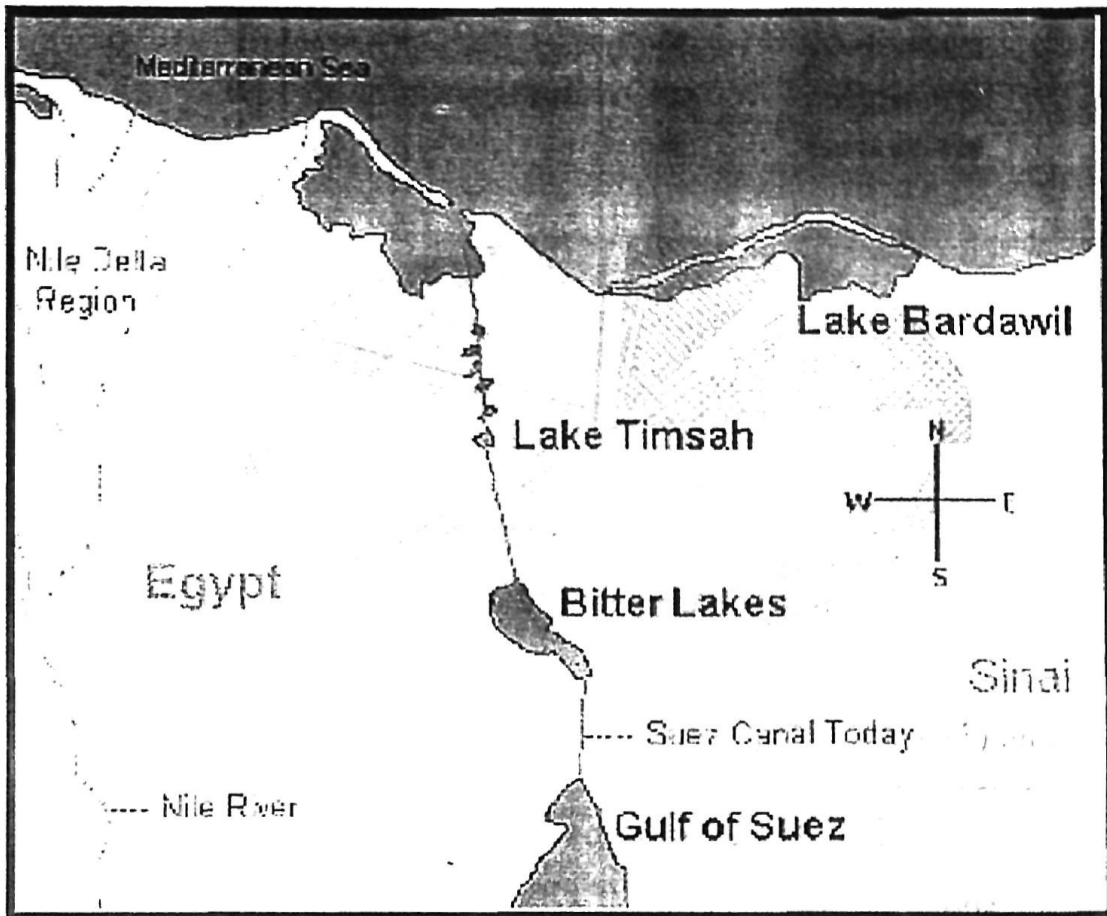 Mediterranean Sea
Nile Delta
Region
Lake Bardawil
N
Lake Timsah
W
E
S
Egypt
Bitter Lakes
Sinai
Suez Canal Today
Nile River
Gulf of Suez